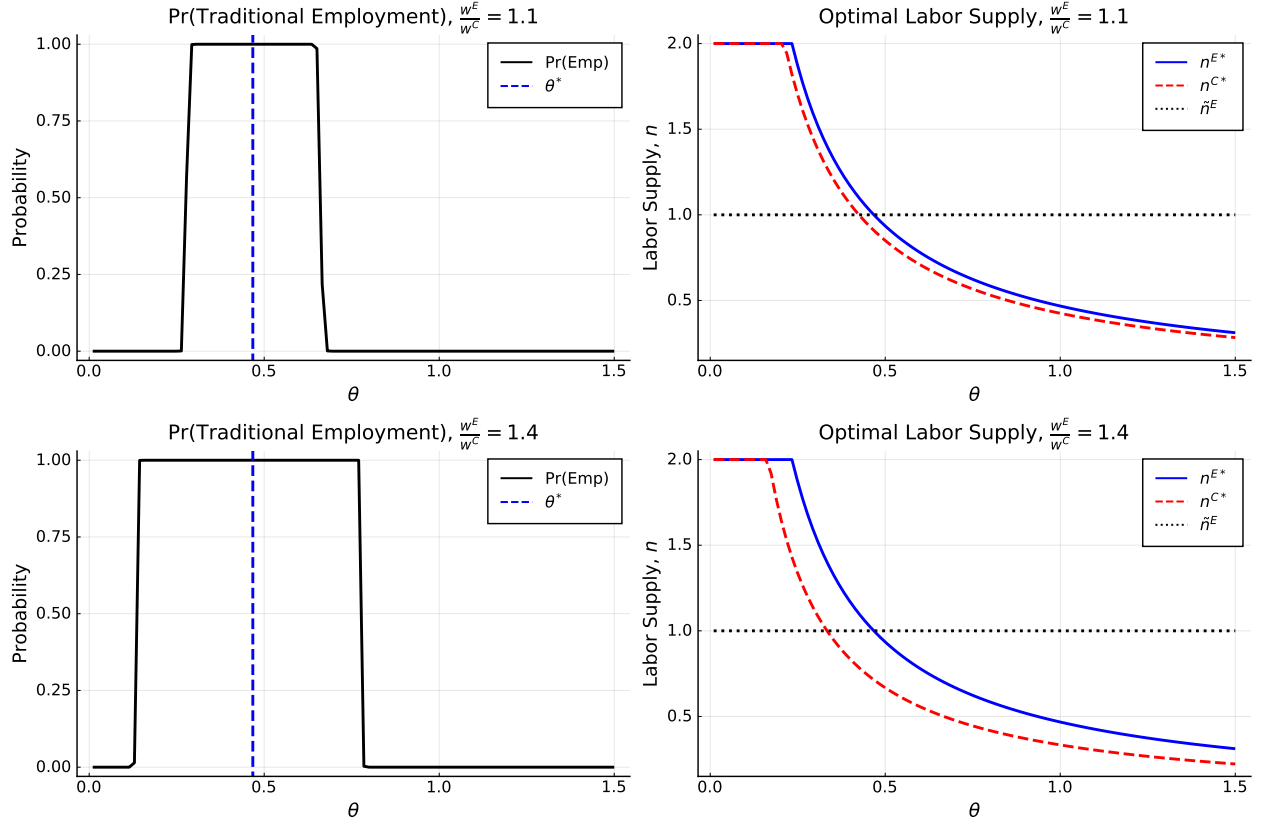 Pr(Traditional Employment), w^E/w^C = 1.1
1.00
0.75
0.50
0.25
0.00
Probability
0.0
0.5
1.0
1.5
θ
Pr(Emp)
θ*
Optimal Labor Supply, w^E/w^C = 1.1
2.0
1.5
1.0
0.5
Labor Supply, n
0.0
0.5
1.0
1.5
θ
n^{E*}
n^{C*}
ñ^E
Pr(Traditional Employment), w^E/w^C = 1.4
1.00
0.75
0.50
0.25
0.00
Probability
0.0
0.5
1.0
1.5
θ
Pr(Emp)
θ*
Optimal Labor Supply, w^E/w^C = 1.4
2.0
1.5
1.0
0.5
Labor Supply, n
0.0
0.5
1.0
1.5
θ
n^{E*}
n^{C*}
ñ^E